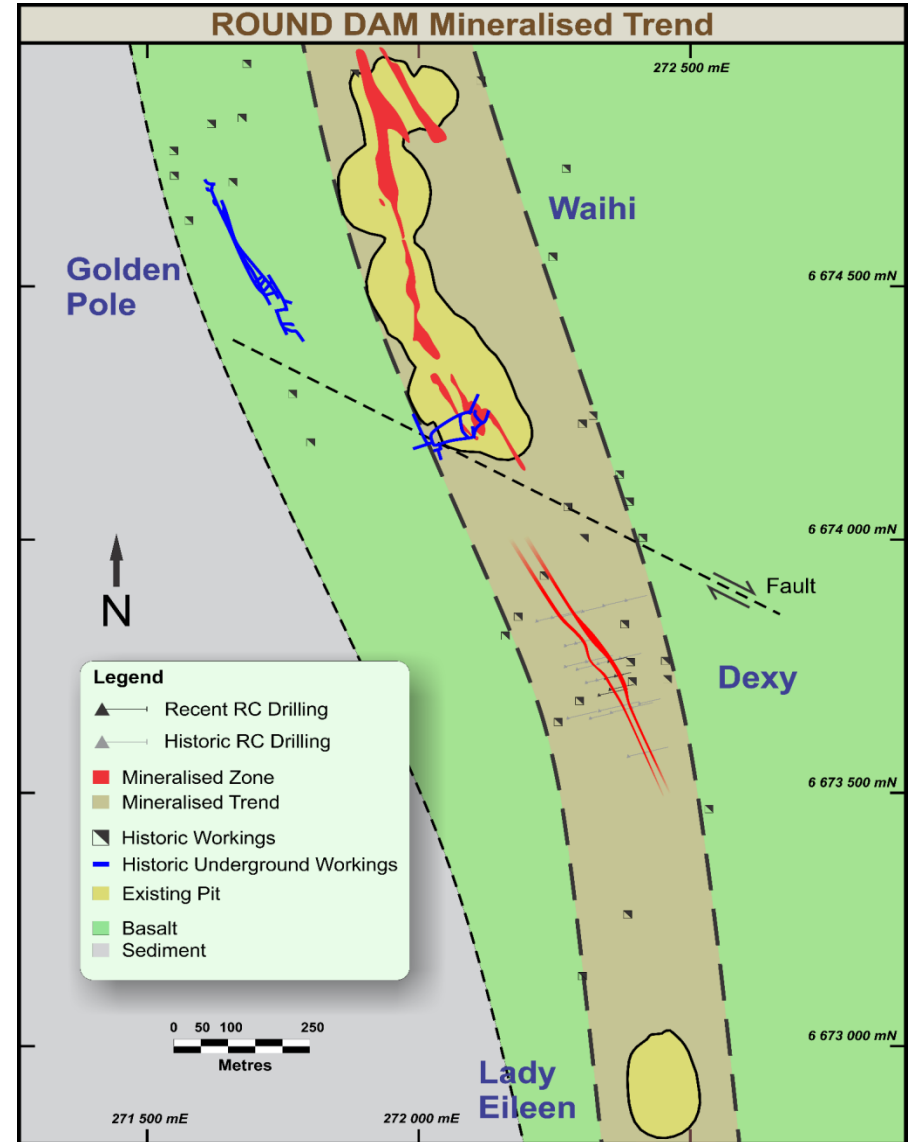 ROUND DAM Mineralised Trend
272 500 mE
Waihi
Golden
Pole
6 674 500 mN
6 674 000 mN
Fault
N
Dexy
Legend
Recent RC Drilling
Historic RC Drilling
Mineralised Zone
Mineralised Trend
Historic Workings
Historic Underground Workings
Existing Pit
Basalt
Sediment
6 673 500 mN
0 50 100 250
Metres
6 673 000 mN
Lady
Eileen
271 500 mE
272 000 mE